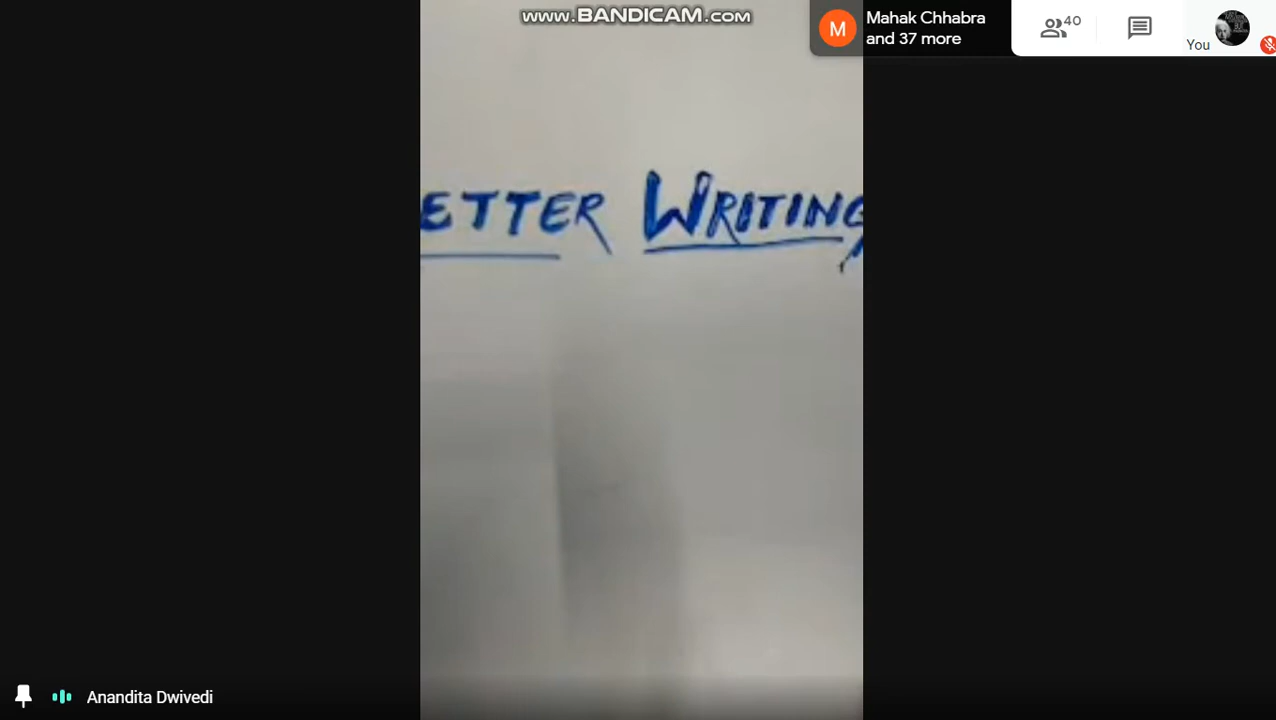 www.BANDICAM.com
Mahak Chhabra
and 37 more
M
40
You
ETTER WRITING
Anandita Dwivedi